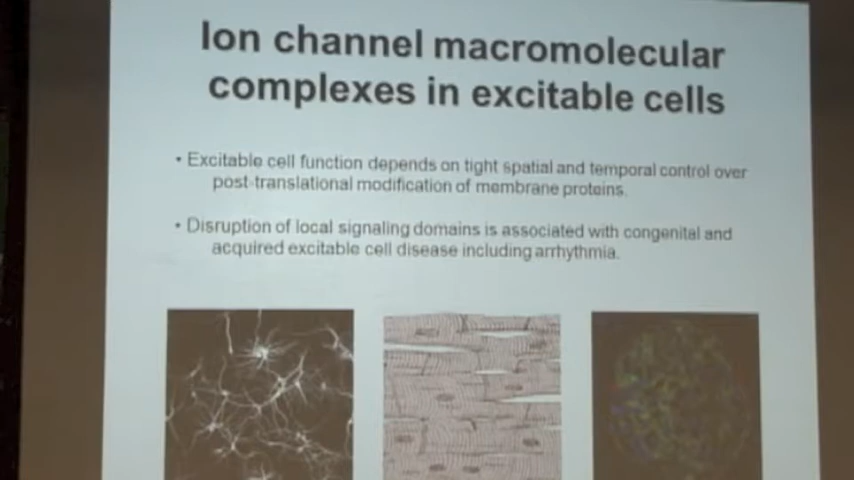 Ion channel macromolecular
complexes in excitable cells
• Excitable cell function depends on tight spatial and temporal control over
post-translational modification of membrane proteins.
• Disruption of local signaling domains is associated with congenital and
acquired excitable cell disease including arrhythmia.